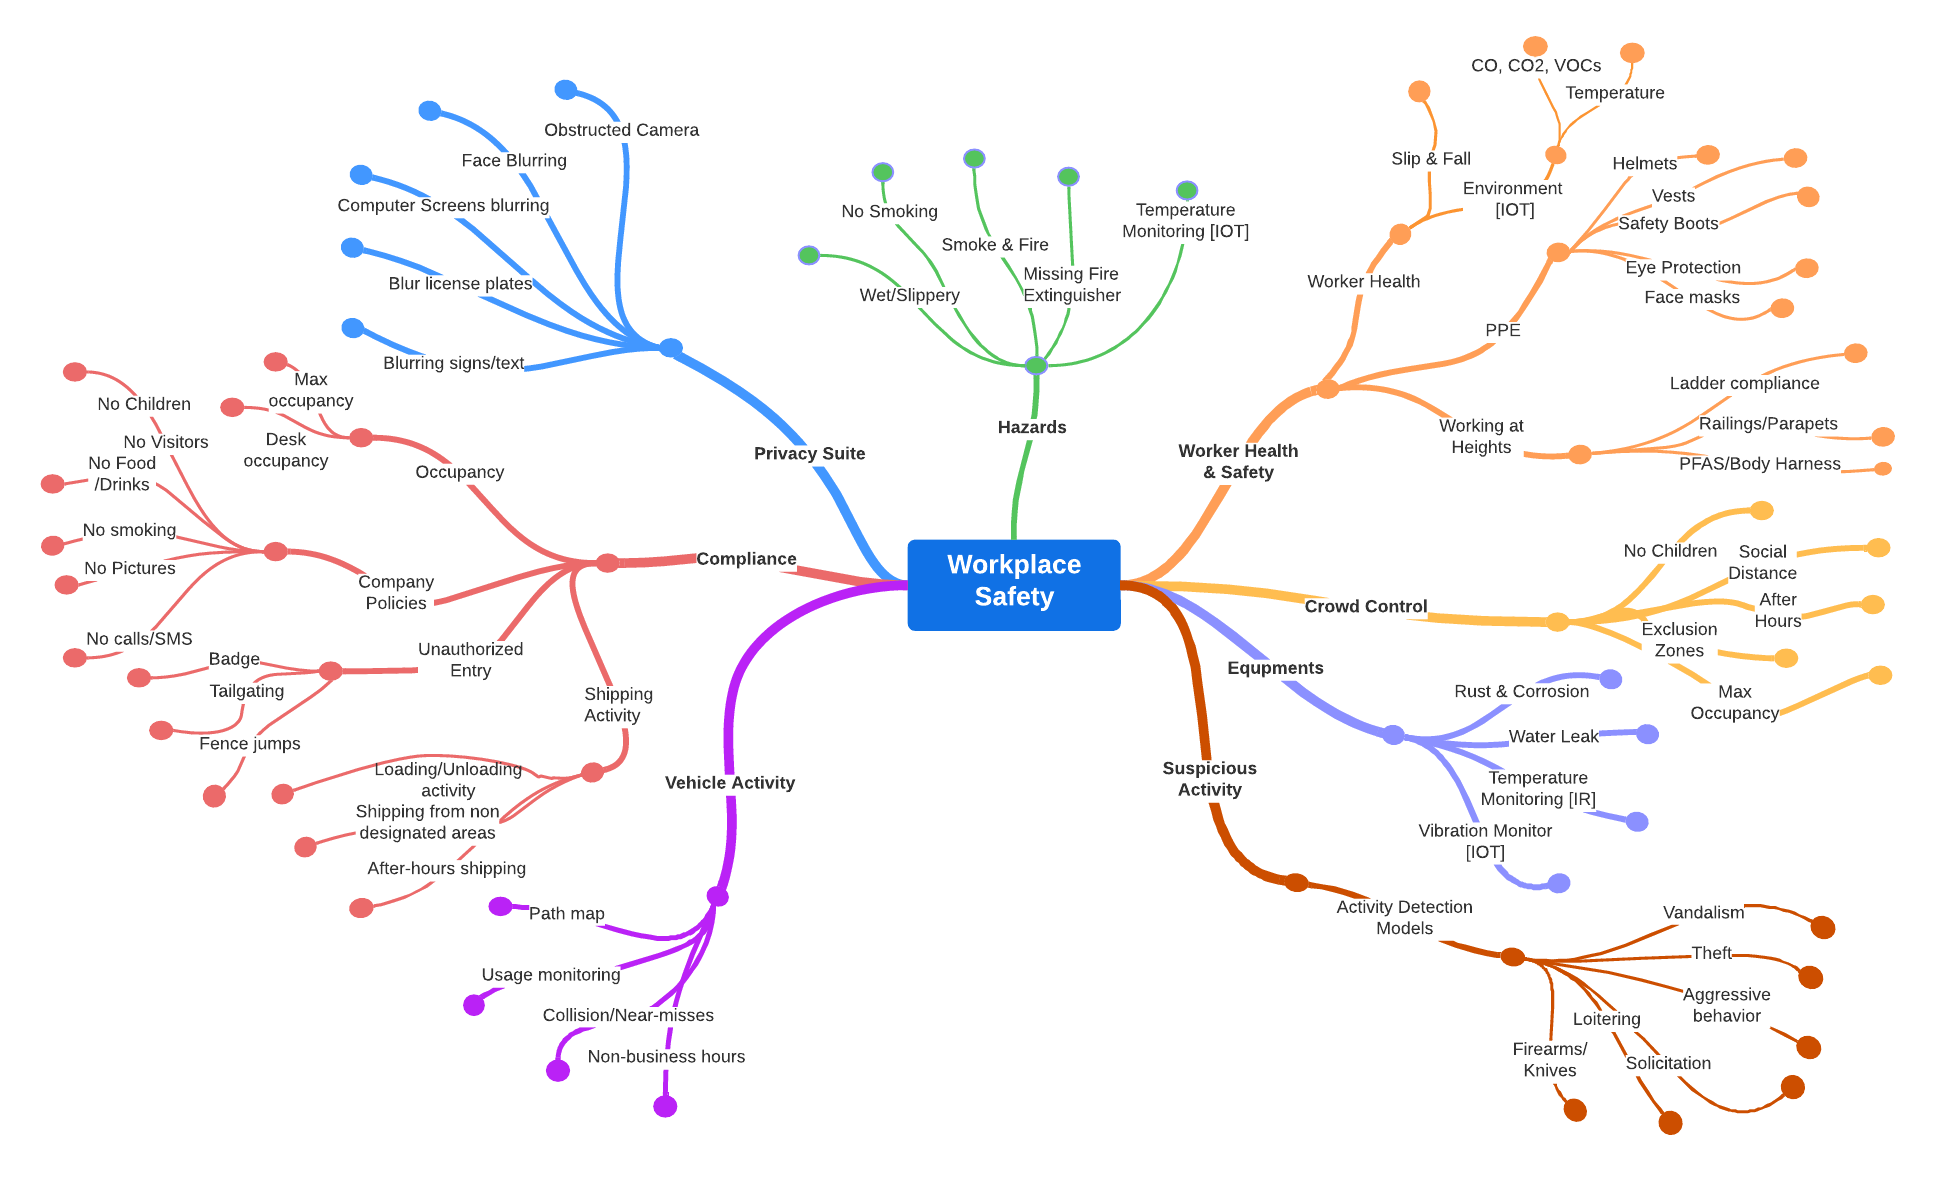 Workplace
Safety
Privacy Suite
Obstructed Camera
Face Blurring
Computer Screens blurring
Blur license plates
Blurring signs/text
Hazards
Wet/Slippery
No Smoking
Smoke & Fire
Missing Fire
Extinguisher
Temperature
Monitoring [IOT]
Worker Health
& Safety
Worker Health
Slip & Fall
Environment
[IOT]
CO, CO2, VOCs
Temperature
PPE
Helmets
Vests
Safety Boots
Eye Protection
Face masks
Working at
Heights
Ladder compliance
Railings/Parapets
PFAS/Body Harness
Crowd Control
No Children
Social
Distance
After
Hours
Exclusion
Zones
Max
Occupancy
Equpments
Rust & Corrosion
Water Leak
Temperature
Monitoring [IR]
Vibration Monitor
[IOT]
Suspicious
Activity
Activity Detection
Models
Vandalism
Theft
Aggressive
behavior
Loitering
Solicitation
Firearms/
Knives
Compliance
Occupancy
Max
occupancy
Desk
occupancy
Company
Policies
No Children
No Visitors
No Food
/Drinks
No smoking
No Pictures
No calls/SMS
Unauthorized
Entry
Badge
Tailgating
Fence jumps
Shipping
Activity
Loading/Unloading
activity
Shipping from non
designated areas
After-hours shipping
Vehicle Activity
Path map
Usage monitoring
Collision/Near-misses
Non-business hours